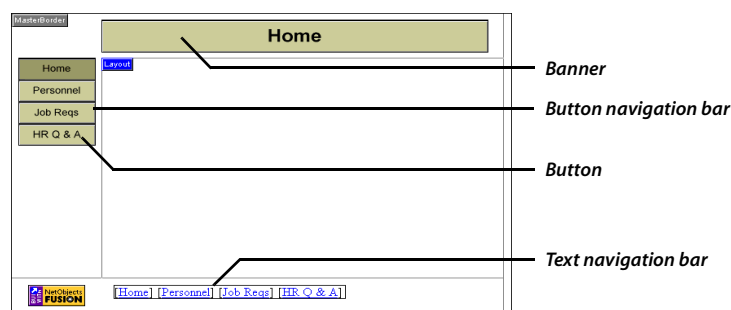 MasterBorder
Home
Layout
Home
Personnel
Job Reqs
HR Q & A
Banner
Button navigation bar
Button
Text navigation bar
NetObjects
FUSION
[Home] [Personnel] [Job Reqs] [HR Q & A]